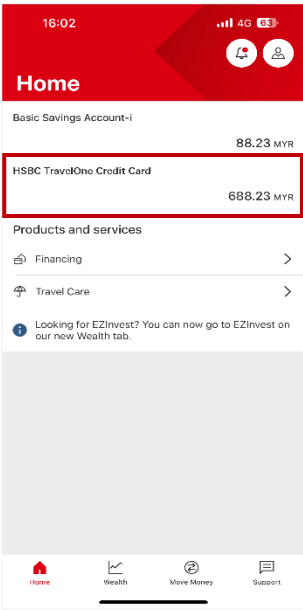 16:02
4G 63
Home
Basic Savings Account-i
88.23 MYR
HSBC TravelOne Credit Card
688.23 MYR
Products and services
Financing
Travel Care
Looking for EZInvest? You can now go to EZInvest on
our new Wealth tab.
Home Wealth Move Money Support